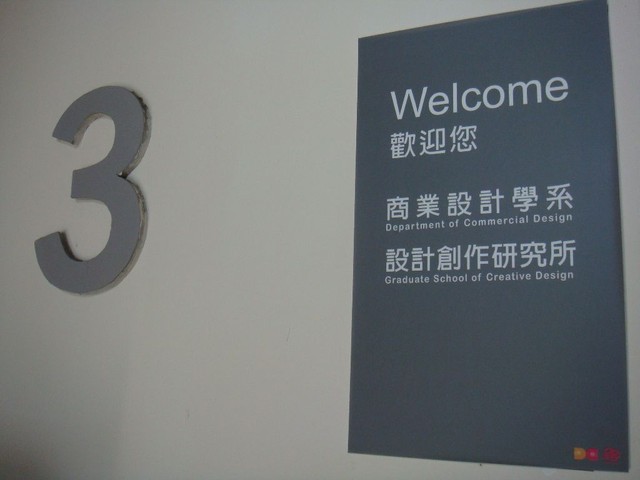 3
Welcome
歡迎您
商業設計學系
Department of Commercial Design
設計創作研究所
Graduate School of Creative Design